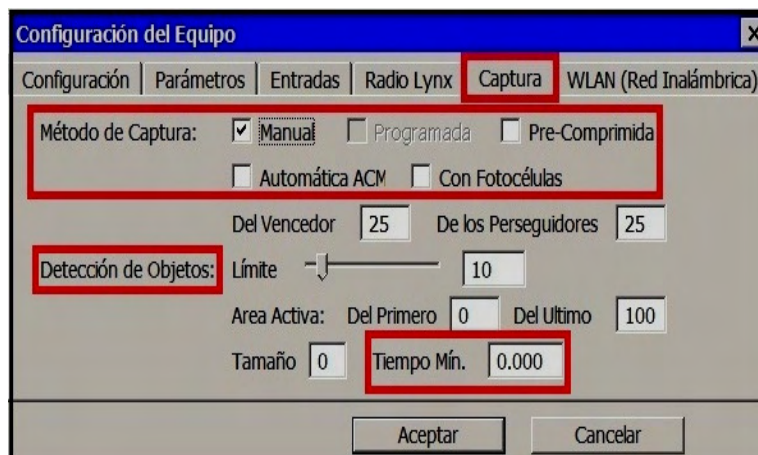 Configuración del Equipo
Configuración Parámetros Entradas Radio Lynx Captura WLAN (Red Inalámbrica)
Método de Captura: Manual Programada Pre-Comprimida
Automática ACM Con Fotocélulas
Del Vencedor 25 De los Perseguidores 25
Detección de Objetos: Límite 10
Area Activa: Del Primero 0 Del Ultimo 100
Tamaño 0 Tiempo Mín. 0.000
Aceptar Cancelar